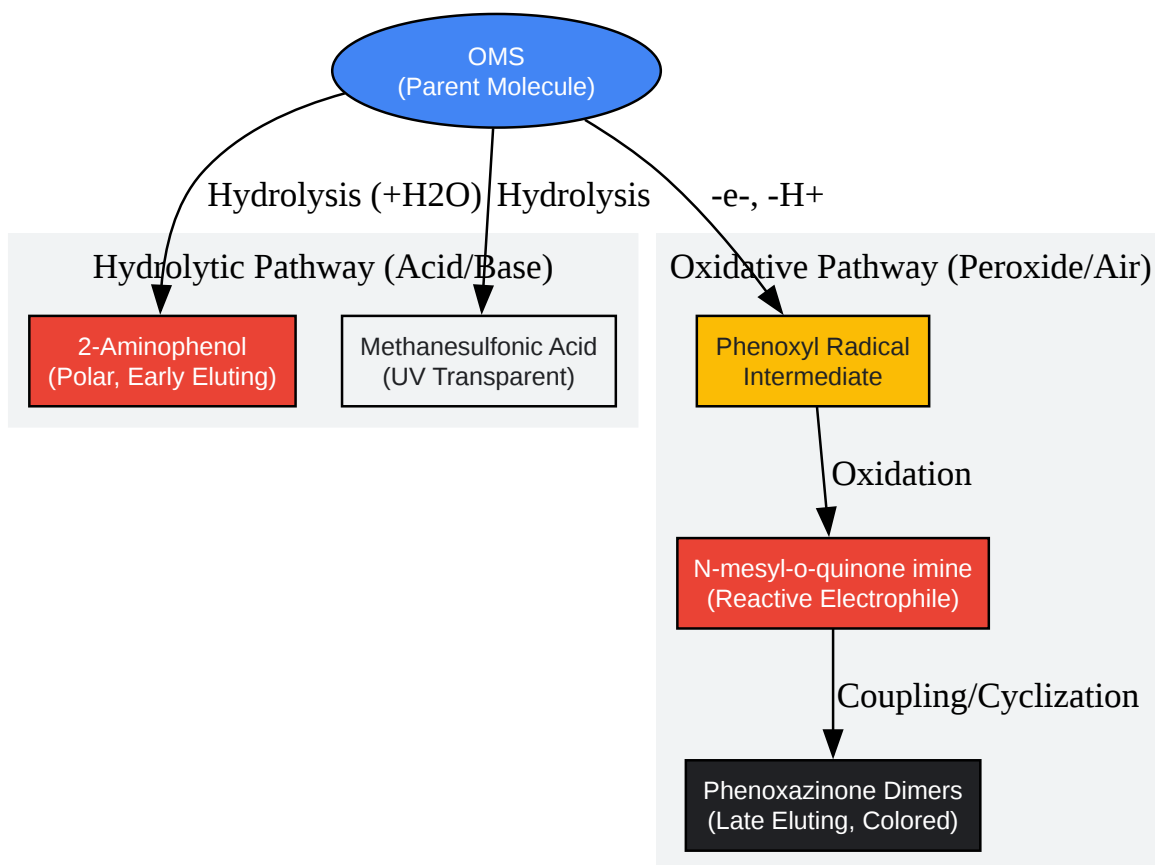 OMS
(Parent Molecule)
Hydrolysis (+H2O)
Hydrolysis
-e-, -H+
Hydrolytic Pathway (Acid/Base)
Oxidative Pathway (Peroxide/Air)
2-Aminophenol
(Polar, Early Eluting)
Methanesulfonic Acid
(UV Transparent)
Phenoxyl Radical
Intermediate
Oxidation
N-mesyl-o-quinone imine
(Reactive Electrophile)
Coupling/Cyclization
Phenoxazinone Dimers
(Late Eluting, Colored)